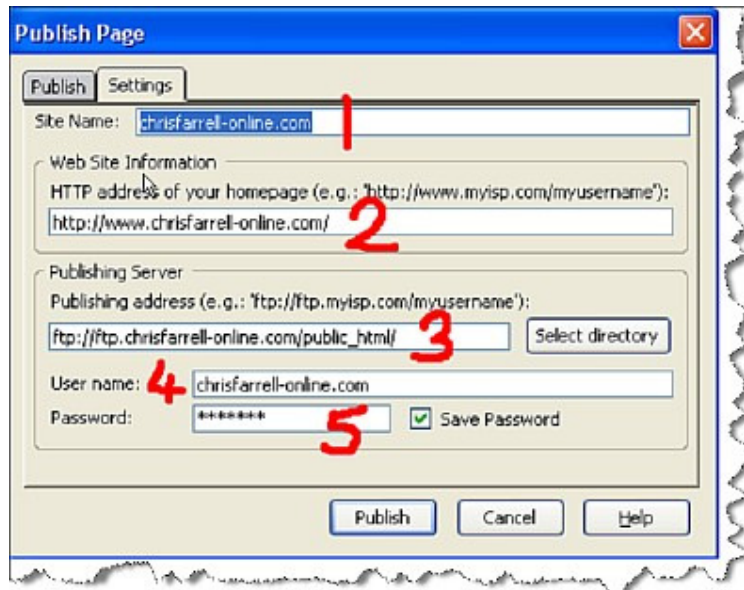 Publish Page
Publish Settings
Site Name: chrisfarrell-online.com 1
Web Site Information
HTTP address of your homepage (e.g.: 'http://www.myisp.com/myusername'):
http://www.chrisfarrell-online.com/ 2
Publishing Server
Publishing address (e.g.: 'ftp://ftp.myisp.com/myusername'):
ftp://ftp.chrisfarrell-online.com/public_html/ 3 Select directory
User name: 4 chrisfarrell-online.com
Password: ******* 5 Save Password
Publish Cancel Help